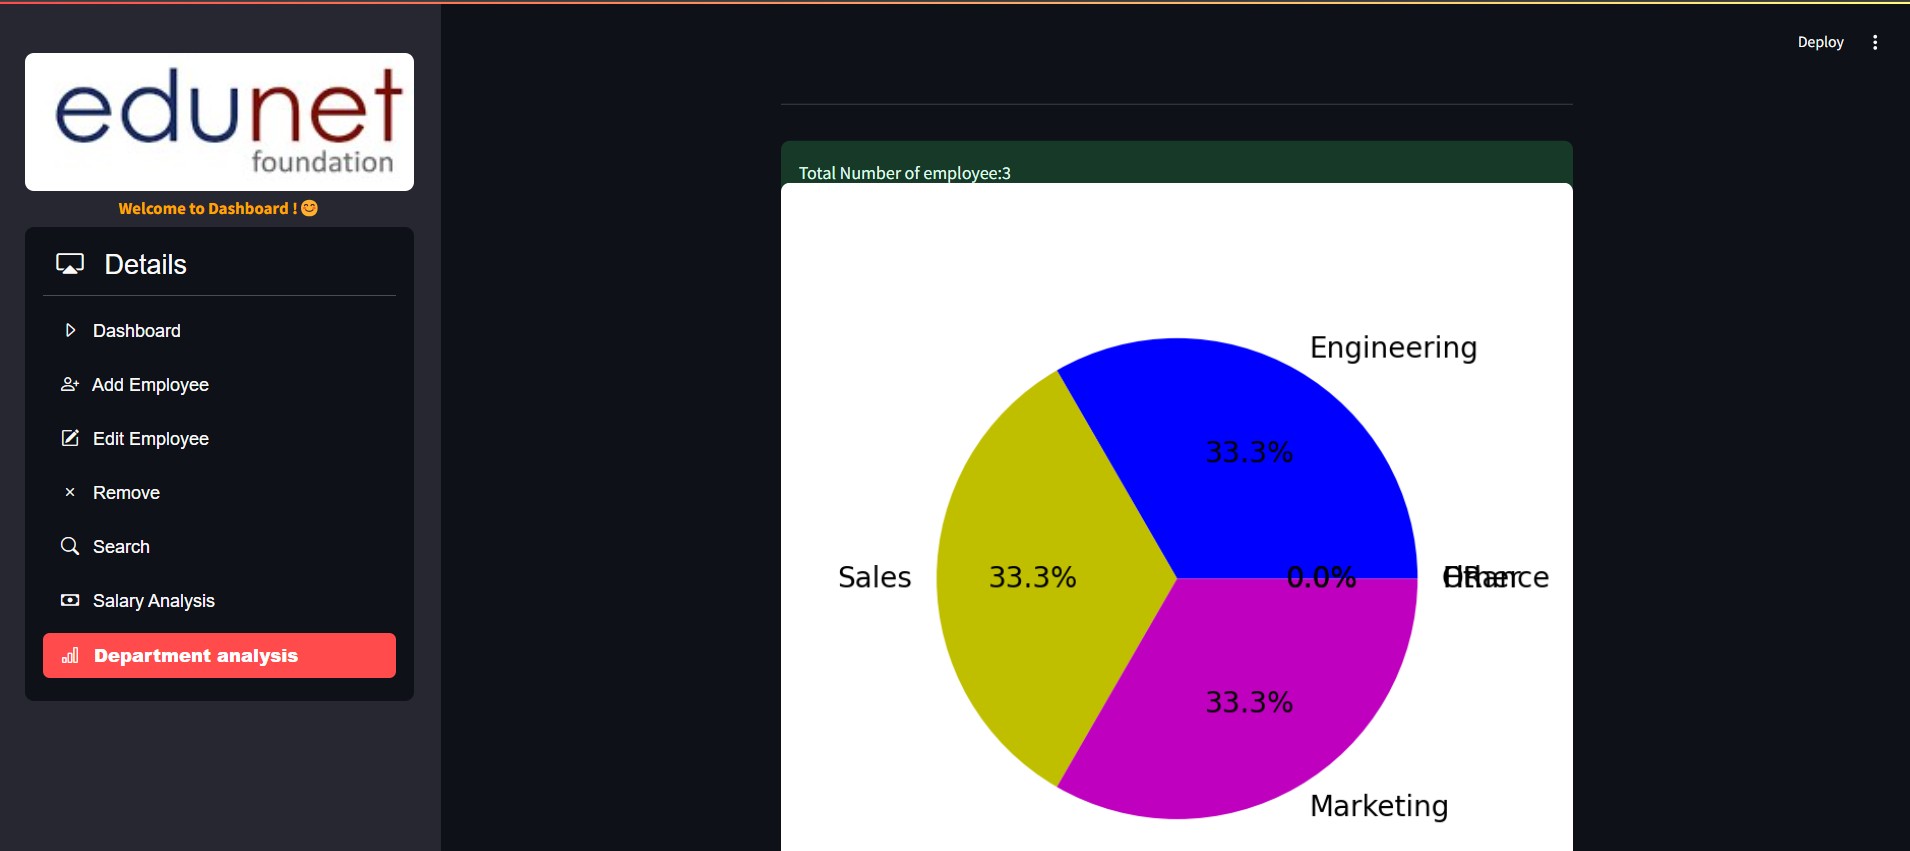 Deploy
edunet
foundation
Welcome to Dashboard ! 😊
Details
Dashboard
Add Employee
Edit Employee
Remove
Search
Salary Analysis
Department analysis
Total Number of employee:3
Engineering
33.3%
Sales
33.3%
0.0%
33.3%
Marketing